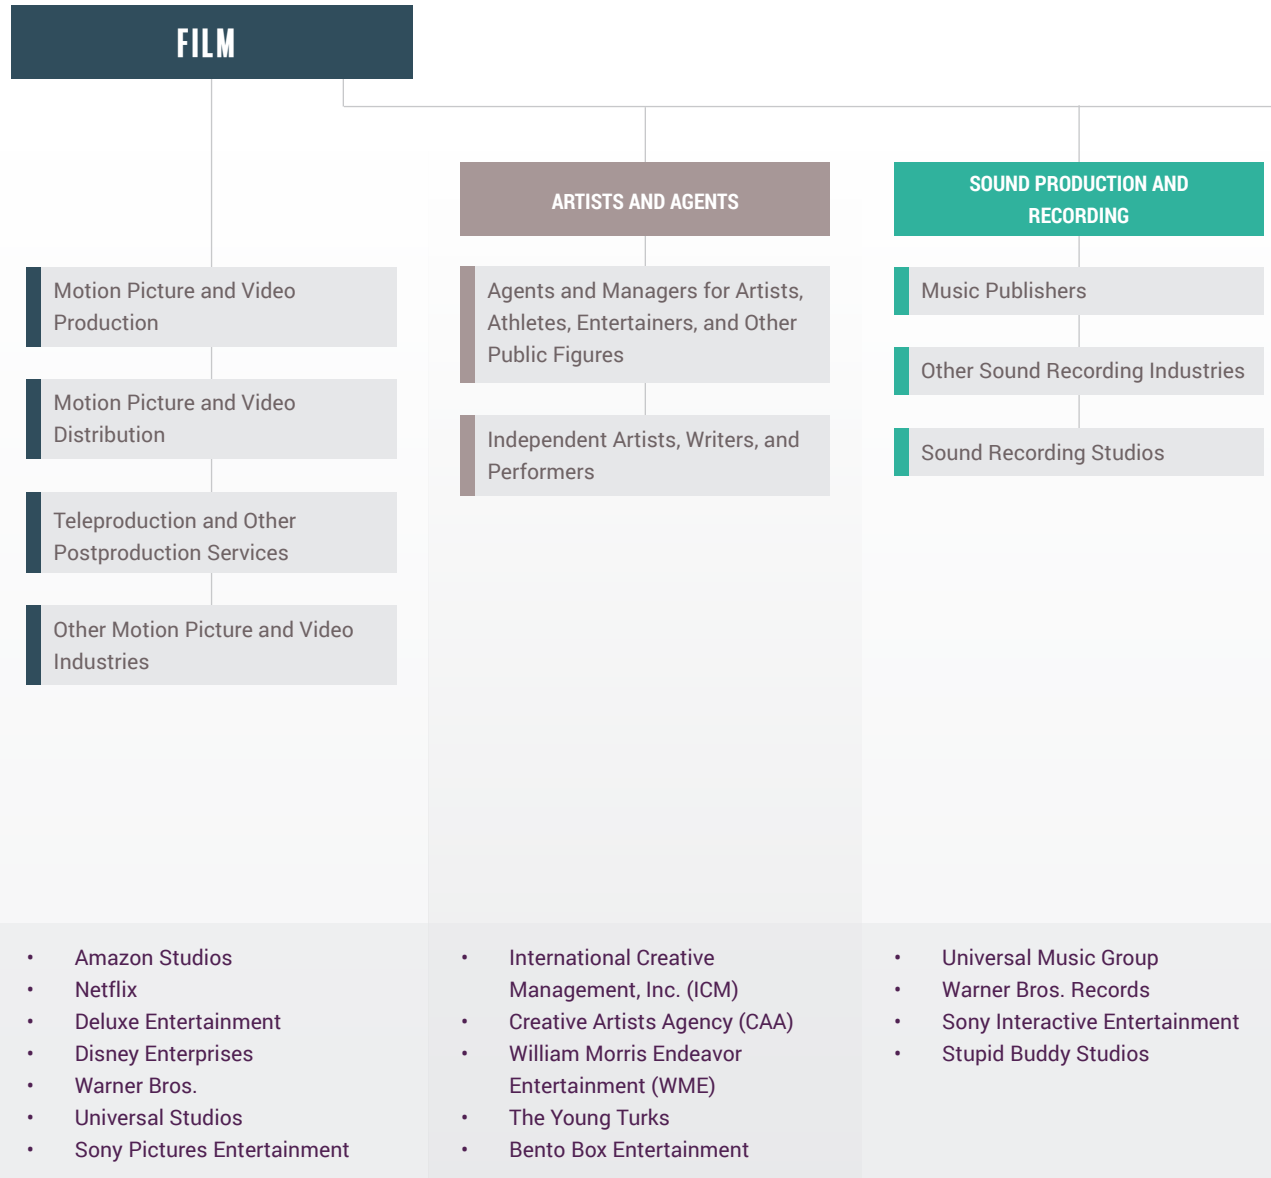 FILM
ARTISTS AND AGENTS
SOUND PRODUCTION AND
RECORDING
Motion Picture and Video
Production
Motion Picture and Video
Distribution
Teleproduction and Other
Postproduction Services
Other Motion Picture and Video
Industries
Agents and Managers for Artists,
Athletes, Entertainers, and Other
Public Figures
Independent Artists, Writers, and
Performers
Music Publishers
Other Sound Recording Industries
Sound Recording Studios
• Amazon Studios
• Netflix
• Deluxe Entertainment
• Disney Enterprises
• Warner Bros.
• Universal Studios
• Sony Pictures Entertainment
• International Creative
Management, Inc. (ICM)
• Creative Artists Agency (CAA)
• William Morris Endeavor
Entertainment (WME)
• The Young Turks
• Bento Box Entertainment
• Universal Music Group
• Warner Bros. Records
• Sony Interactive Entertainment
• Stupid Buddy Studios